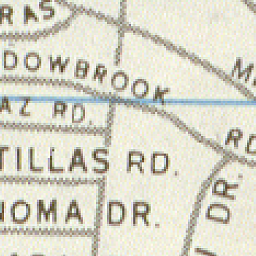 RAS
DOWBROOK
AZ RD.
RD
TILLAS RD.
NOMA DR.
DR.